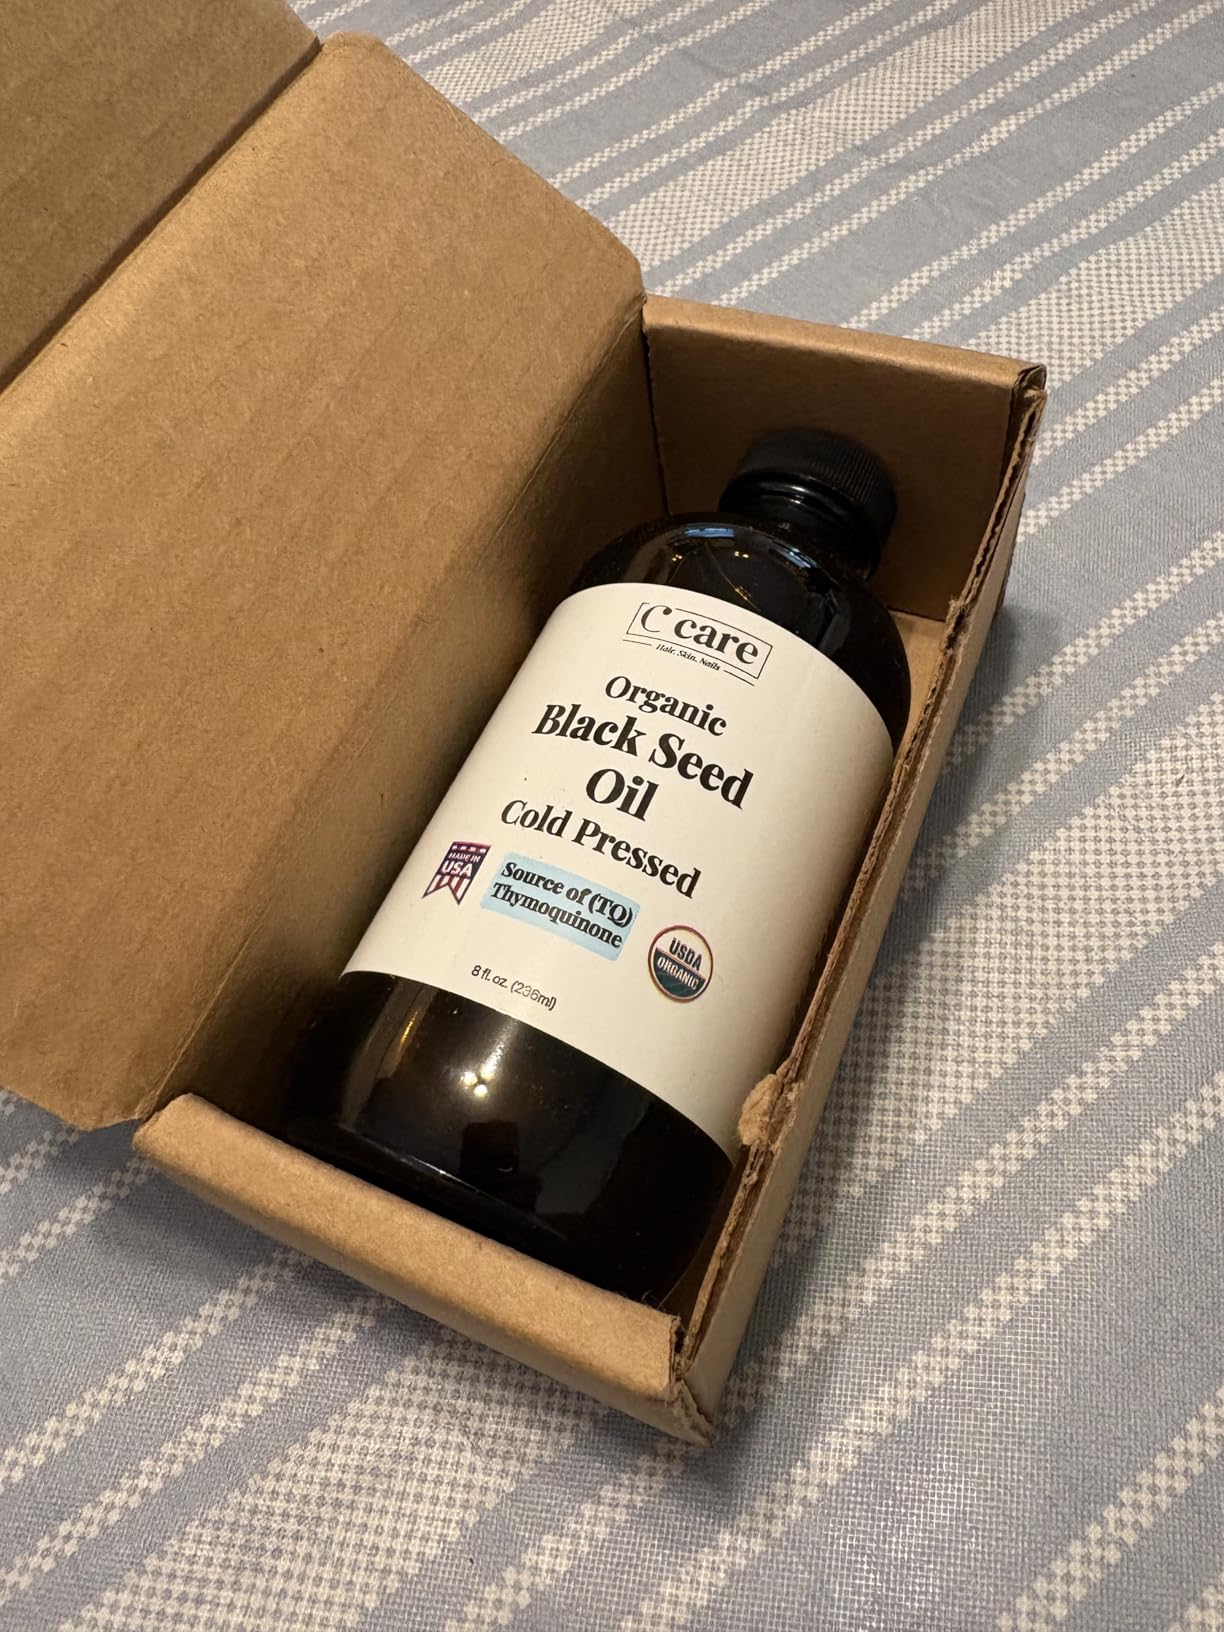 C care
Hair. Skin. Nails
Organic
Black Seed
Oil
Cold Pressed
MADE IN
USA
Source of (TQ)
Thymoquinone
USDA
ORGANIC
8 fl. oz. (236ml)